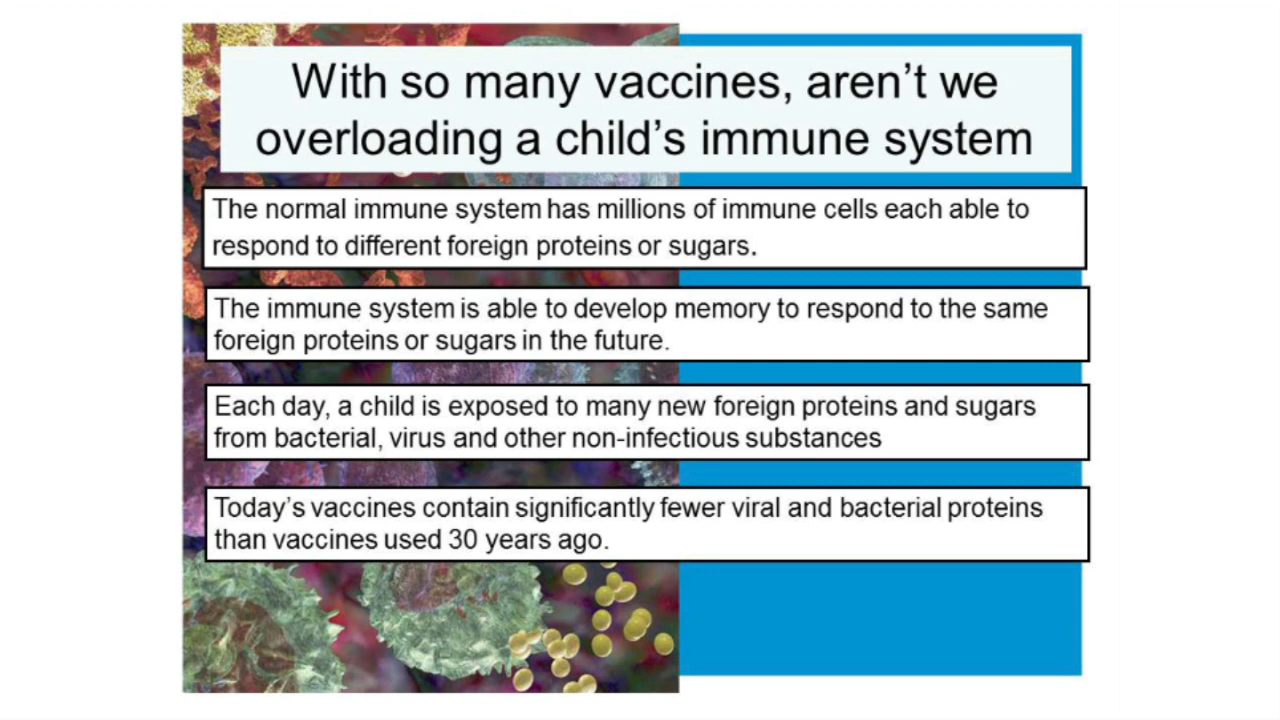 With so many vaccines, aren’t we
overloading a child’s immune system
The normal immune system has millions of immune cells each able to
respond to different foreign proteins or sugars.
The immune system is able to develop memory to respond to the same
foreign proteins or sugars in the future.
Each day, a child is exposed to many new foreign proteins and sugars
from bacterial, virus and other non-infectious substances
Today’s vaccines contain significantly fewer viral and bacterial proteins
than vaccines used 30 years ago.